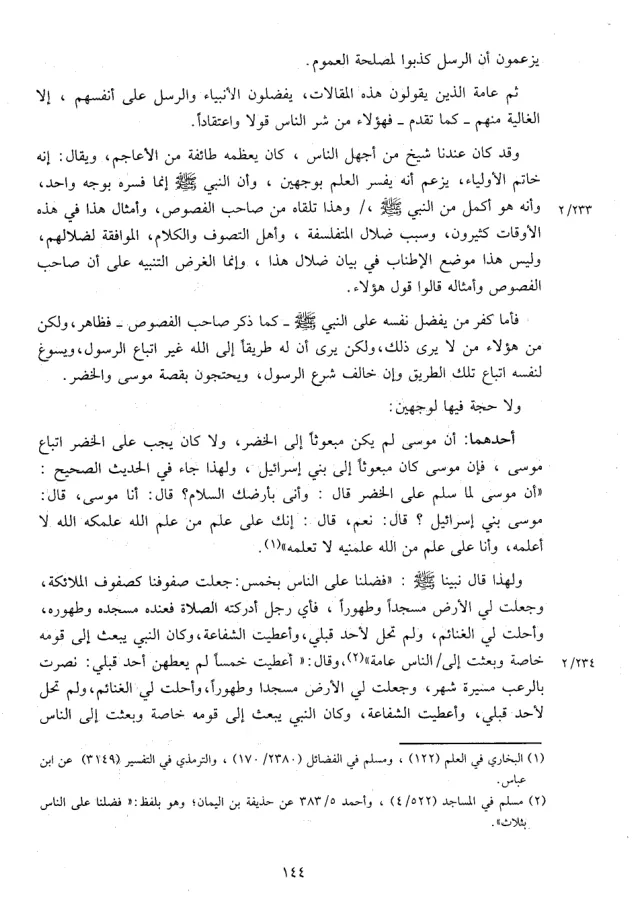 يزعمون أن الرسل كذبوا لمصلحة العموم.
ثم عامة الذين يقولون هذه المقالات، يفضلون الأنبياء والرسل على أنفسهم ، إلا
الغالية منهم ـ كما تقدم ـ فهؤلاء من شر الناس قولا واعتقاداً.
وقد كان عندنا شيخ من أجهل الناس ، كان يعظمه طائفة من الأعاجم، ويقال: إنه
خاتم الأولياء، يزعم أنه يفسر العلم بوجهين ، وأن النبي ﷺ إنما فسره بوجه واحد،
وأنه هو أكمل من النبي ﷺ ،/ وهذا تلقاه من صاحب الفصوص، وأمثال هذا في هذه ٢/٢٣٣
الأوقات كثيرون، وسبب ضلال المتفلسفة ، وأهل التصوف والكلام، الموافقة لضلالهم،
وليس هذا موضع الإطناب في بيان ضلال هذا ، وإنما الغرض التنبيه على أن صاحب
الفصوص وأمثاله قالوا قول هؤلاء.
فأما كفر من يفضل نفسه على النبي ﷺ ـ كما ذكر صاحب الفصوص ـ فظاهر،ولكن
من هؤلاء من لا يرى ذلك،ولكن يرى أن له طريقاً إلى الله غير اتباع الرسول،ويسوغ
لنفسه اتباع تلك الطريق وإن خالف شرع الرسول، ويحتجون بقصة موسى والخضر.
ولا حجة فيها لوجهين:
أحدهما: أن موسى لم يكن مبعوثاً إلى الخضر، ولا كان يجب على الخضر اتباع
موسى ، فإن موسى كان مبعوثاً إلى بني إسرائيل ، ولهذا جاء في الحديث الصحيح :
«أن موسى لما سلم على الخضر قال : وأنى بأرضك السلام؟ قال: أنا موسى، قال:
موسى بني إسرائيل ؟ قال: نعم، قال : إنك على علم من علم الله علمكه الله لا
أعلمه، وأنا على علم من الله علمنيه لا تعلمه»(١).
ولهذا قال نبينا ﷺ : «فضلنا على الناس بخمس:جعلت صفوفنا كصفوف الملائكة،
وجعلت لي الأرض مسجداً وطهوراً ، فأي رجل أدركته الصلاة فعنده مسجده وطهوره،
وأحلت لي الغنائم، ولم تحل لأحد قبلي،وأعطيت الشفاعة،وكان النبي يبعث إلى قومه
خاصة وبعثت إلى/ الناس عامة»(٢)،وقال:« أعطيت خمساً لم يعطهن أحد قبلي: نصرت ٢/٢٣٤
بالرعب مسيرة شهر، وجعلت لي الأرض مسجدا وطهوراً،وأحلت لي الغنائم،ولم تحل
لأحد قبلي، وأعطيت الشفاعة، وكان النبي يبعث إلى قومه خاصة وبعثت إلى الناس
(١) البخاري في العلم (١٢٢) ، ومسلم في الفضائل (١٧٠/٢٣٨٠) ، والترمذي في التفسير (٣١٤٩) عن ابن
عباس.
(٢) مسلم في المساجد (٤/٥٢٢) ، وأحمد ٣٨٣/٥ عن حذيفة بن اليمان؛ وهو بلفظ:« فضلنا على الناس
بثلاث».
١٤٤